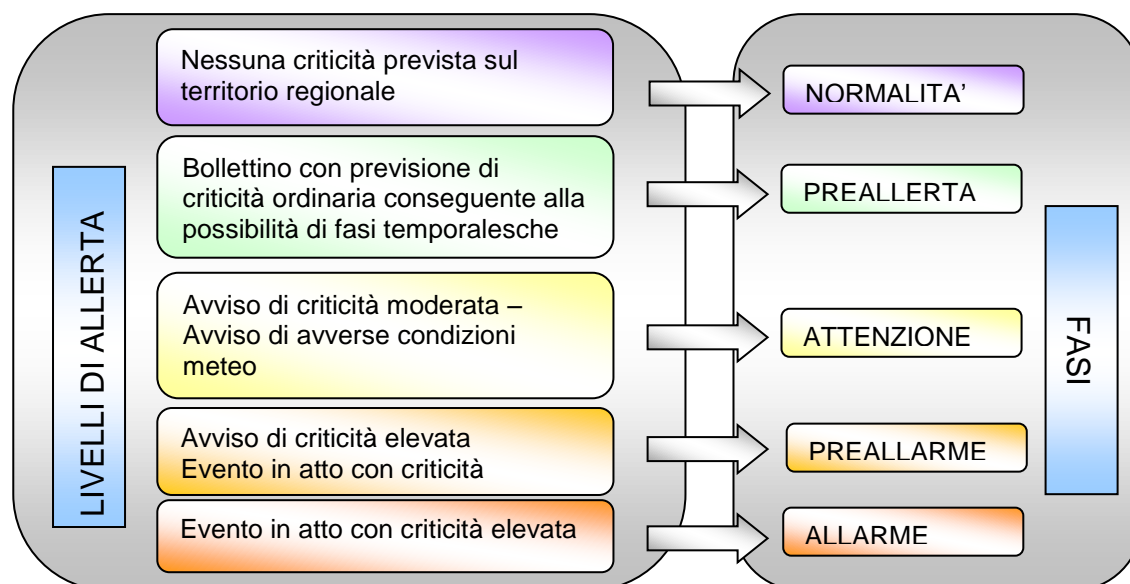 LIVELLI DI ALLERTA
Nessuna criticità prevista sul
territorio regionale
NORMALITA’
Bollettino con previsione di
criticità ordinaria conseguente alla
possibilità di fasi temporalesche
PREALLERTA
Avviso di criticità moderata –
Avviso di avverse condizioni
meteo
ATTENZIONE
Avviso di criticità elevata
Evento in atto con criticità
PREALLARME
Evento in atto con criticità elevata
ALLARME
FASI